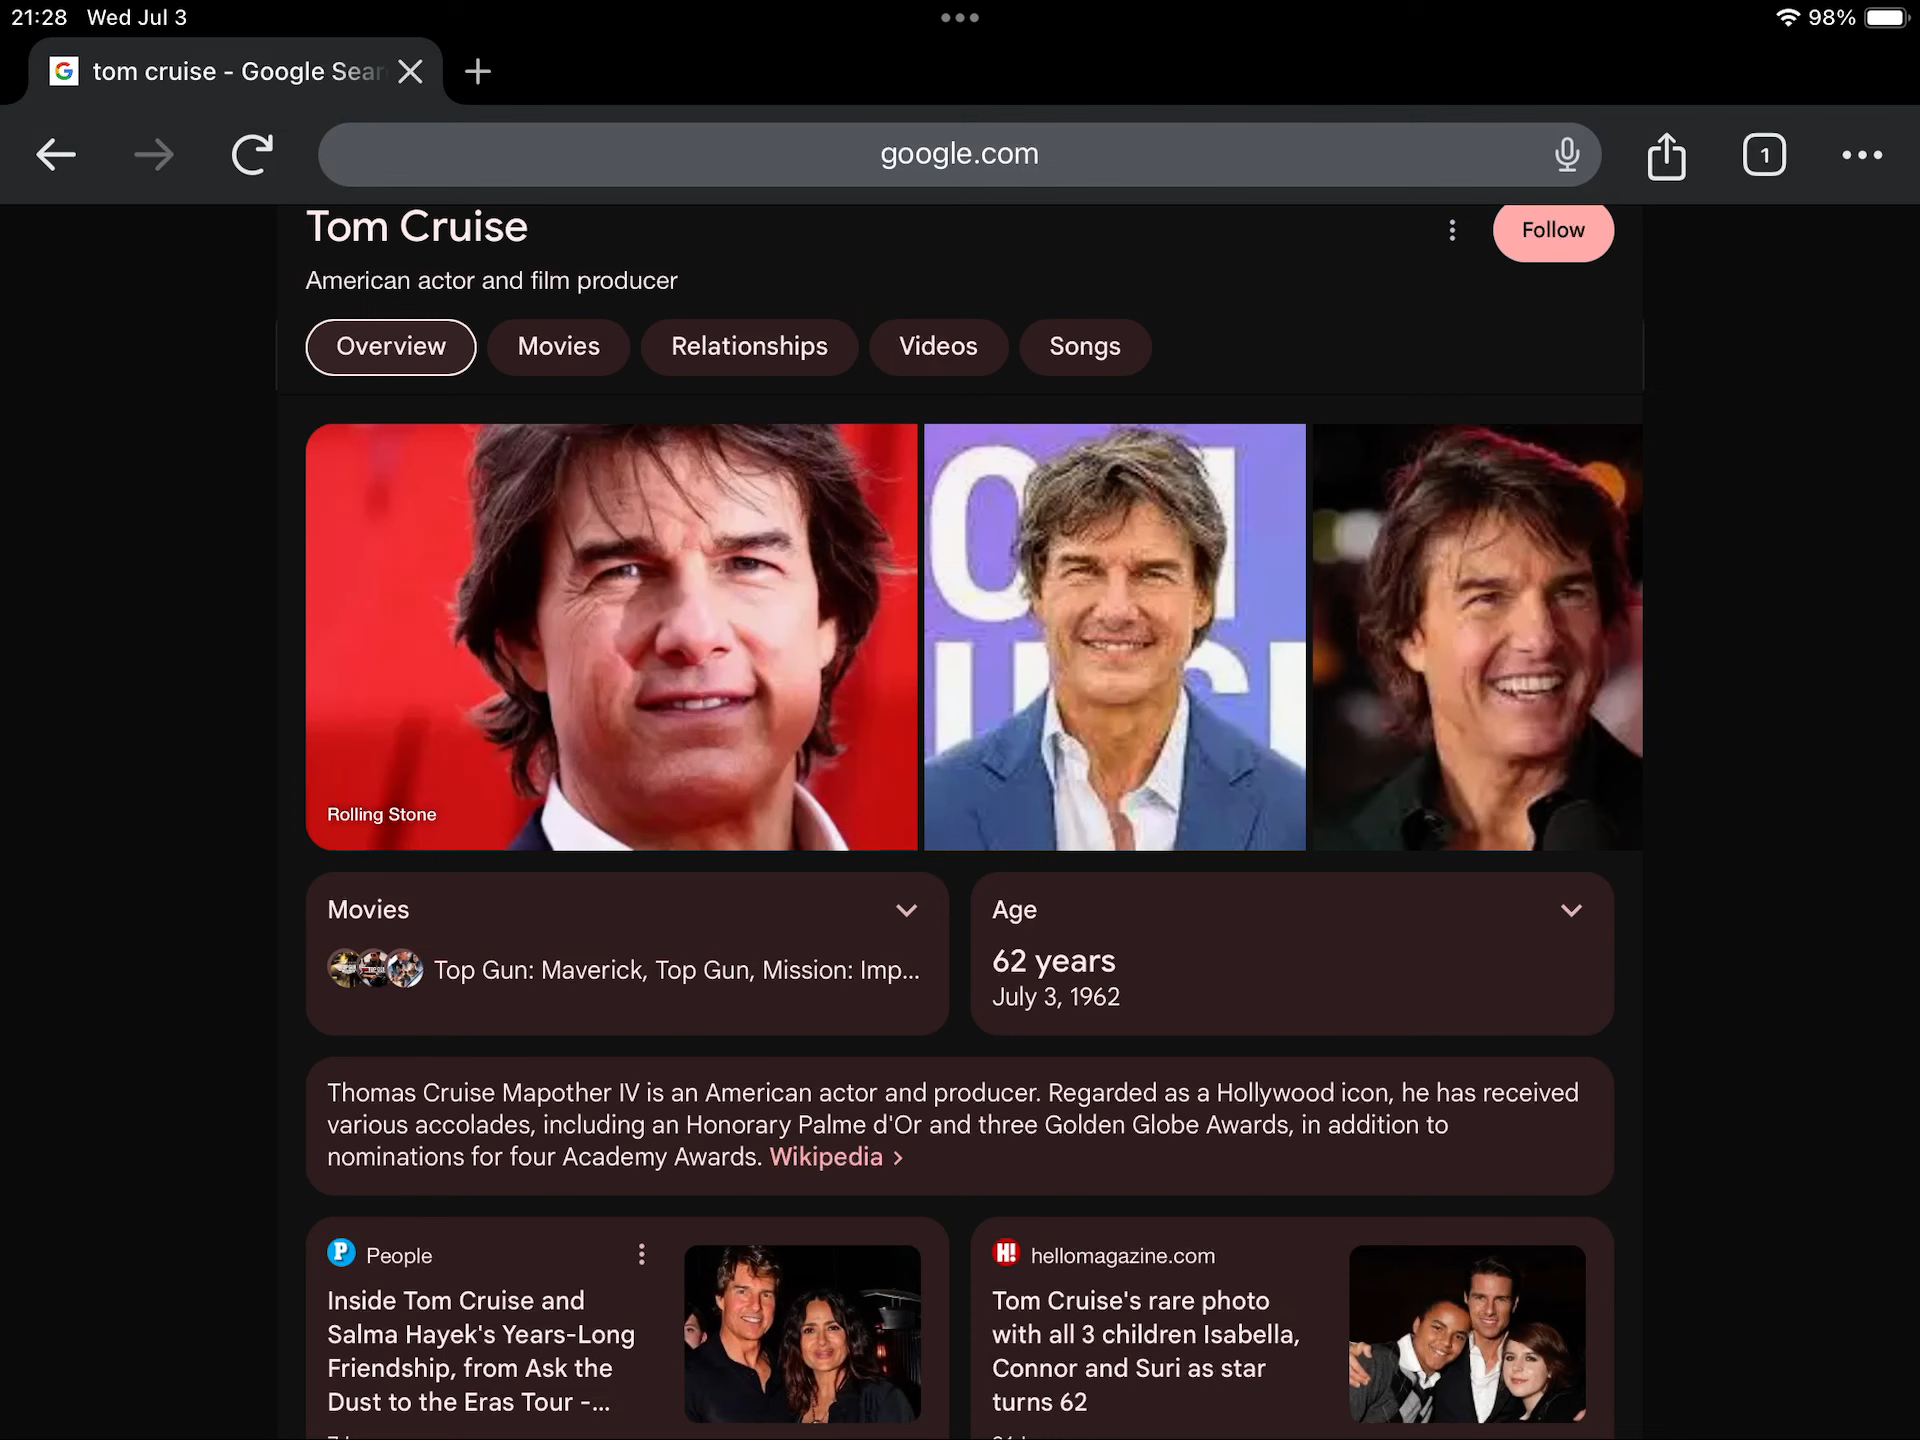 21:28 Wed Jul 3
98%
tom cruise - Google Sear
google.com
1
Tom Cruise
Follow
American actor and film producer
Overview Movies Relationships Videos Songs
Rolling Stone
Movies
Top Gun: Maverick, Top Gun, Mission: Imp...
Age
62 years
July 3, 1962
Thomas Cruise Mapother IV is an American actor and producer. Regarded as a Hollywood icon, he has received
various accolades, including an Honorary Palme d'Or and three Golden Globe Awards, in addition to
nominations for four Academy Awards. Wikipedia >
P People
Inside Tom Cruise and
Salma Hayek's Years-Long
Friendship, from Ask the
Dust to the Eras Tour -...
H! hellomagazine.com
Tom Cruise's rare photo
with all 3 children Isabella,
Connor and Suri as star
turns 62